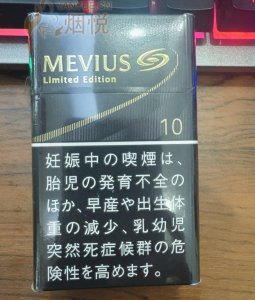 烟悦
MEVIUS
Limited Edition
10
妊娠中の喫煙は、
胎児の発育不全の
ほか、早産や出生体
重の減少、乳幼児
突然死症候群の危
険性を高めます。